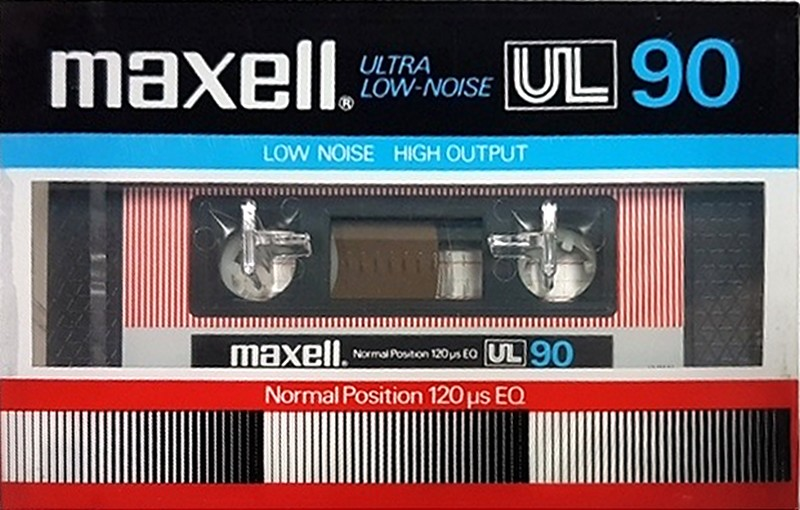 maxell® ULTRA LOW-NOISE UL 90
LOW NOISE HIGH OUTPUT
maxell. Normal Position 120 µs EQ UL 90
Normal Position 120 µs EQ